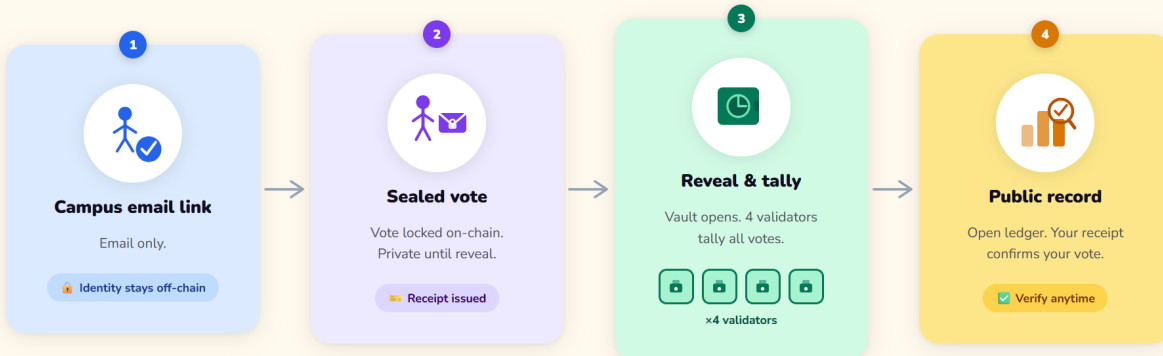 1
Campus email link
Email only.
🔒 Identity stays off-chain
2
Sealed vote
Vote locked on-chain.
Private until reveal.
🎫 Receipt issued
3
Reveal & tally
Vault opens. 4 validators
tally all votes.
×4 validators
4
Public record
Open ledger. Your receipt
confirms your vote.
✅ Verify anytime